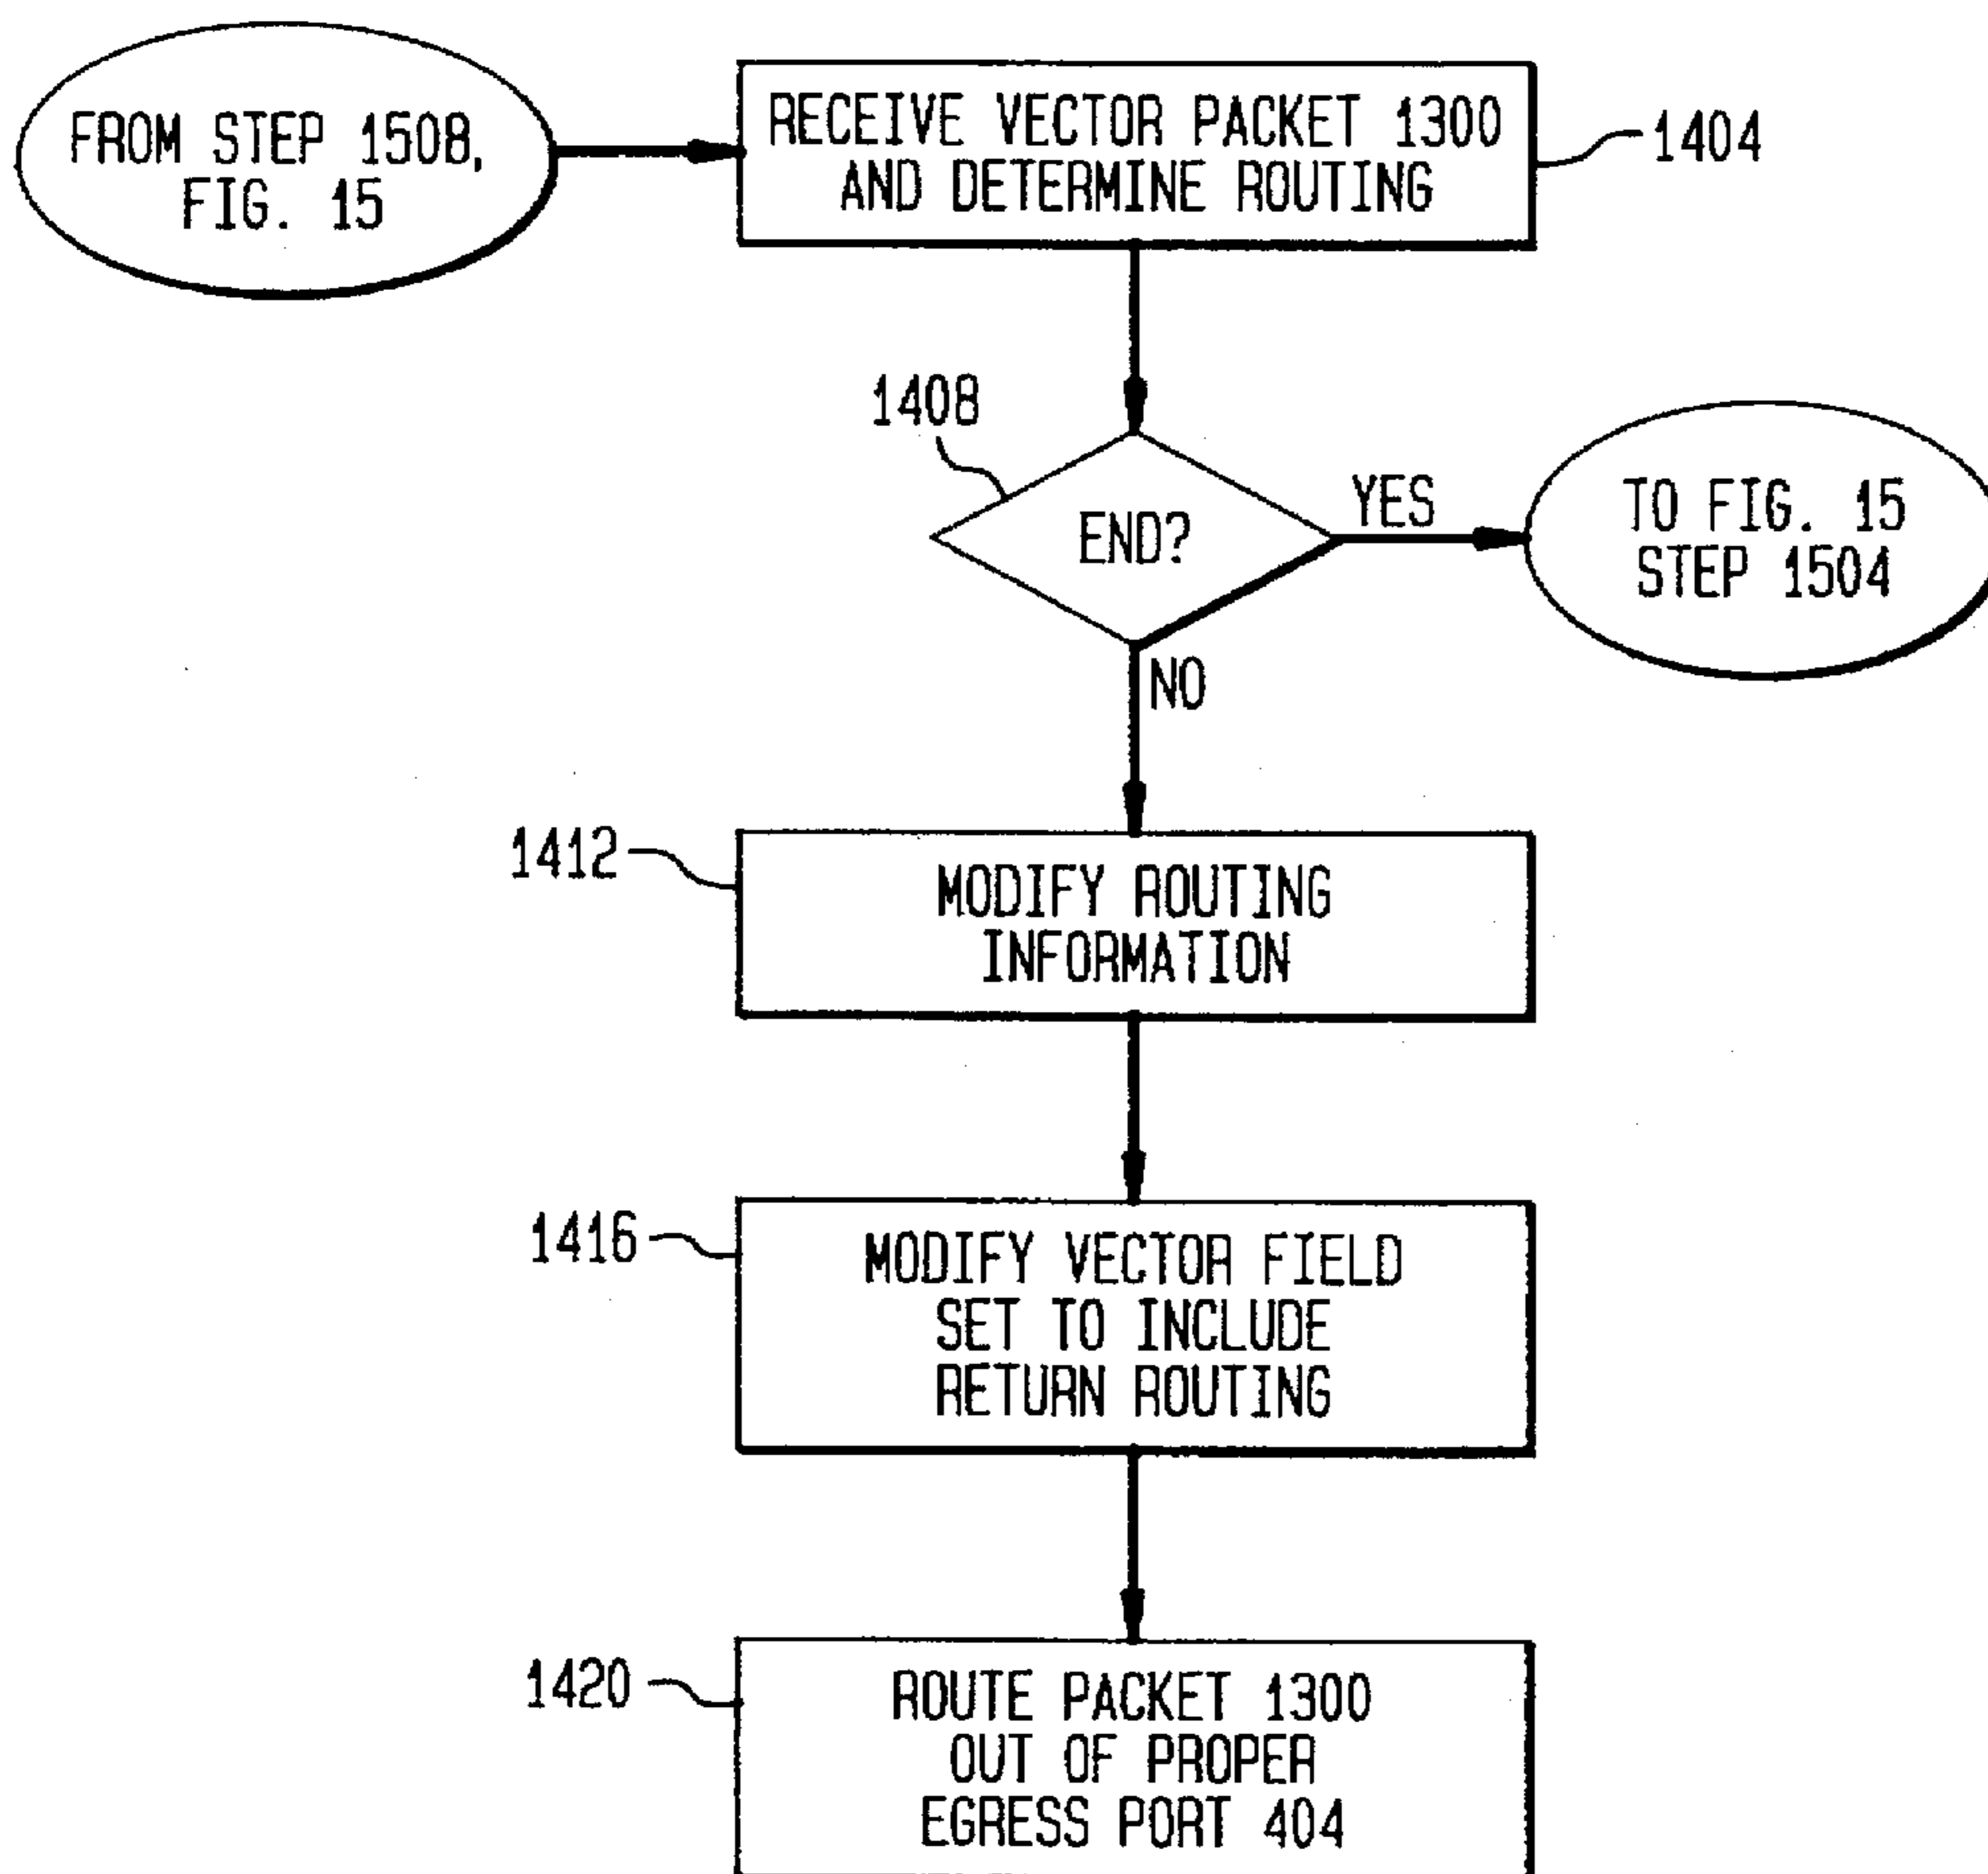 FROM STEP 1508,
FIG. 15
RECEIVE VECTOR PACKET 1300
AND DETERMINE ROUTING
1404
1408
END?
YES
TO FIG. 15
STEP 1504
NO
1412
MODIFY ROUTING
INFORMATION
1416
MODIFY VECTOR FIELD
SET TO INCLUDE
RETURN ROUTING
1420
ROUTE PACKET 1300
OUT OF PROPER
EGRESS PORT 404